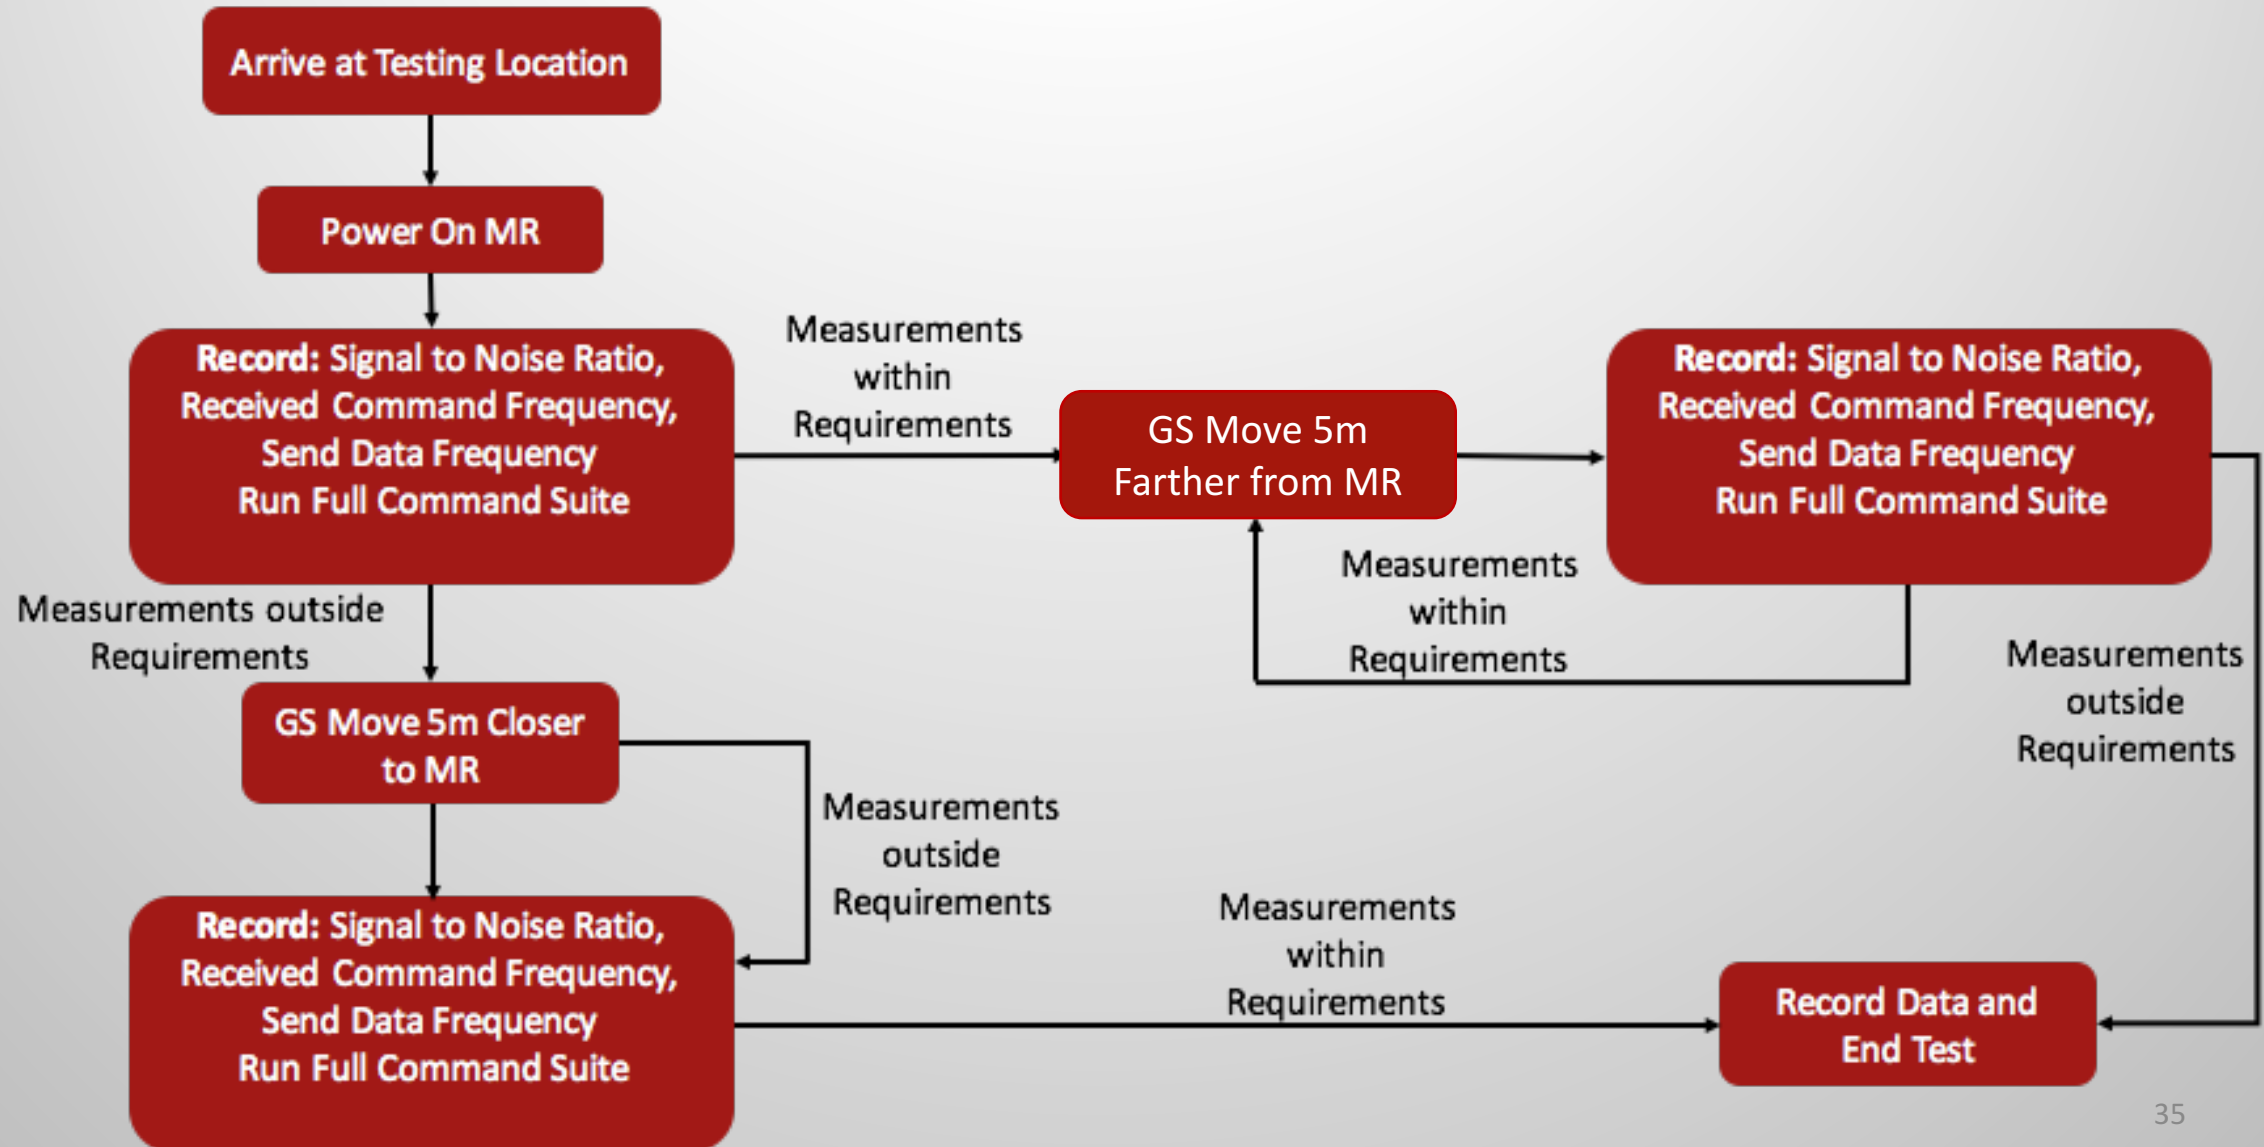 Arrive at Testing Location
Power On MR
Record: Signal to Noise Ratio,
Received Command Frequency,
Send Data Frequency
Run Full Command Suite
Measurements
within
Requirements
GS Move 5m
Farther from MR
Record: Signal to Noise Ratio,
Received Command Frequency,
Send Data Frequency
Run Full Command Suite
Measurements
within
Requirements
Measurements
outside
Requirements
Measurements outside
Requirements
GS Move 5m Closer
to MR
Measurements
outside
Requirements
Record: Signal to Noise Ratio,
Received Command Frequency,
Send Data Frequency
Run Full Command Suite
Measurements
within
Requirements
Record Data and
End Test
35